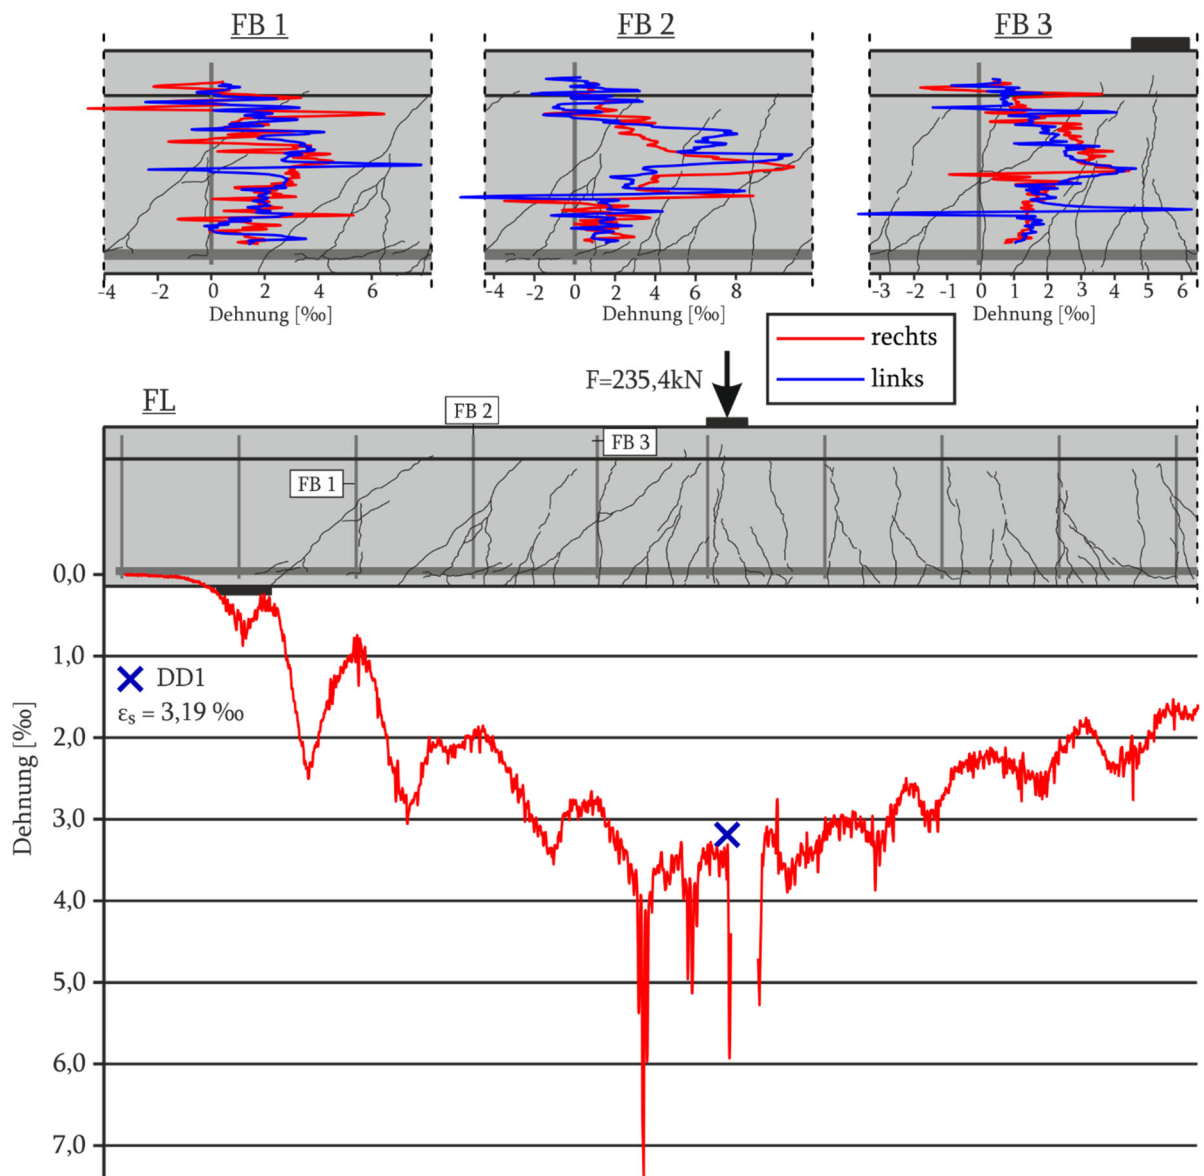 FB 1
FB 2
FB 3
-4 -2 0 2 4 6
-4 -2 0 2 4 6 8
-3 -2 -1 0 1 2 3 4 5 6
Dehnung [‰]
Dehnung [‰]
Dehnung [‰]
rechts
links
F=235,4kN
FL
FB 2
FB 3
FB 1
0,0
1,0
DD1
εs = 3,19 ‰
2,0
3,0
4,0
5,0
6,0
7,0
Dehnung [‰]